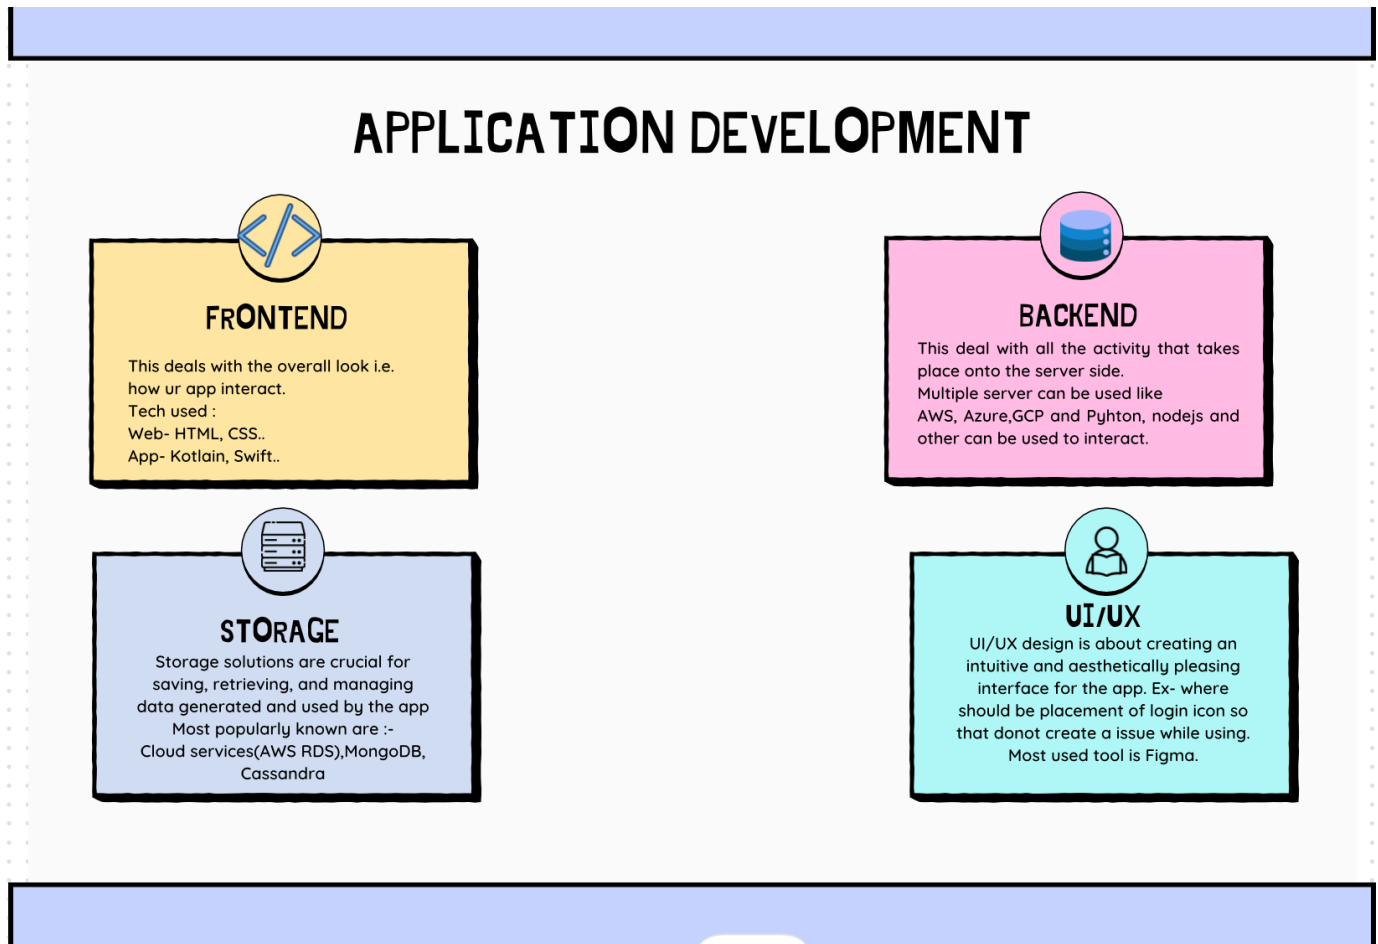 APPLICATION DEVELOPMENT
FRONTEND
This deals with the overall look i.e.
how ur app interact.
Tech used :
Web- HTML, CSS..
App- Kotlain, Swift..
BACKEND
This deal with all the activity that takes
place onto the server side.
Multiple server can be used like
AWS, Azure,GCP and Pyhton, nodejs and
other can be used to interact.
STORAGE
Storage solutions are crucial for
saving, retrieving, and managing
data generated and used by the app
Most popularly known are :-
Cloud services(AWS RDS),MongoDB,
Cassandra
UI/UX
UI/UX design is about creating an
intuitive and aesthetically pleasing
interface for the app. Ex- where
should be placement of login icon so
that donot create a issue while using.
Most used tool is Figma.